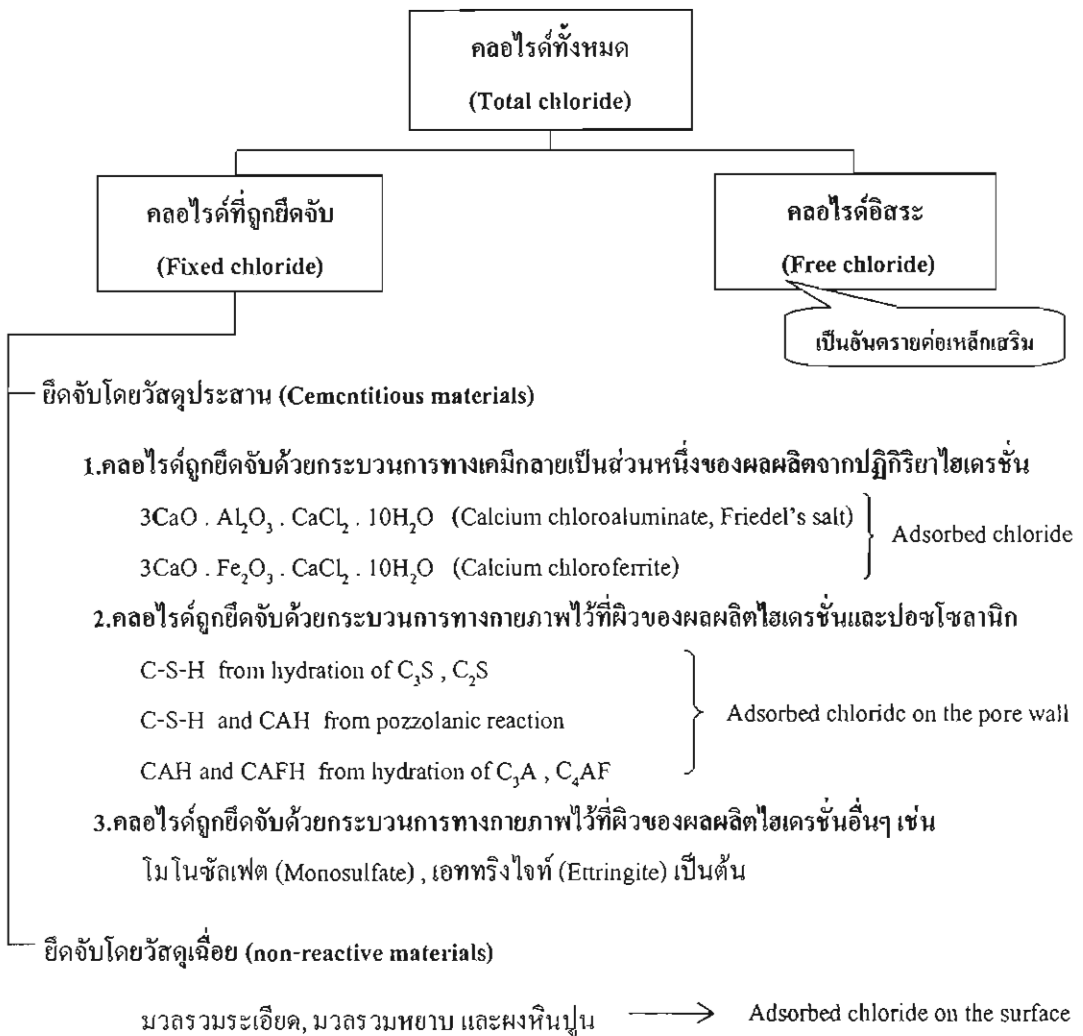 คลอไรด์ทั้งหมด
(Total chloride)
คลอไรด์ที่ถูกยึดจับ
(Fixed chloride)
คลอไรด์อิสระ
(Free chloride)
เป็นอันตรายต่อเหล็กเสริม
ยึดจับโดยวัสดุประสาน (Cementitious materials)
1.คลอไรด์ถูกยึดจับด้วยกระบวนการทางเคมีกลายเป็นส่วนหนึ่งของผลผลิตจากปฏิกิริยาไฮเดรชั่น
3CaO . Al₂O₃ . CaCl₂ . 10H₂O (Calcium chloroaluminate, Friedel's salt)
3CaO . Fe₂O₃ . CaCl₂ . 10H₂O (Calcium chloroferrite)
Adsorbed chloride
2.คลอไรด์ถูกยึดจับด้วยกระบวนการทางกายภาพไว้ที่ผิวของผลผลิตไฮเดรชั่นและปอซโซลานิก
C-S-H from hydration of C₃S , C₂S
C-S-H and CAH from pozzolanic reaction
CAH and CAFH from hydration of C₃A , C₄AF
Adsorbed chloride on the pore wall
3.คลอไรด์ถูกยึดจับด้วยกระบวนการทางกายภาพไว้ที่ผิวของผลผลิตไฮเดรชั่นอื่นๆ เช่น
โมโนซัลเฟต (Monosulfate) , เอททริงไจท์ (Ettringite) เป็นต้น
ยึดจับโดยวัสดุเฉื่อย (non-reactive materials)
มวลรวมระเอียด, มวลรวมหยาบ และผงหินปูน → Adsorbed chloride on the surface